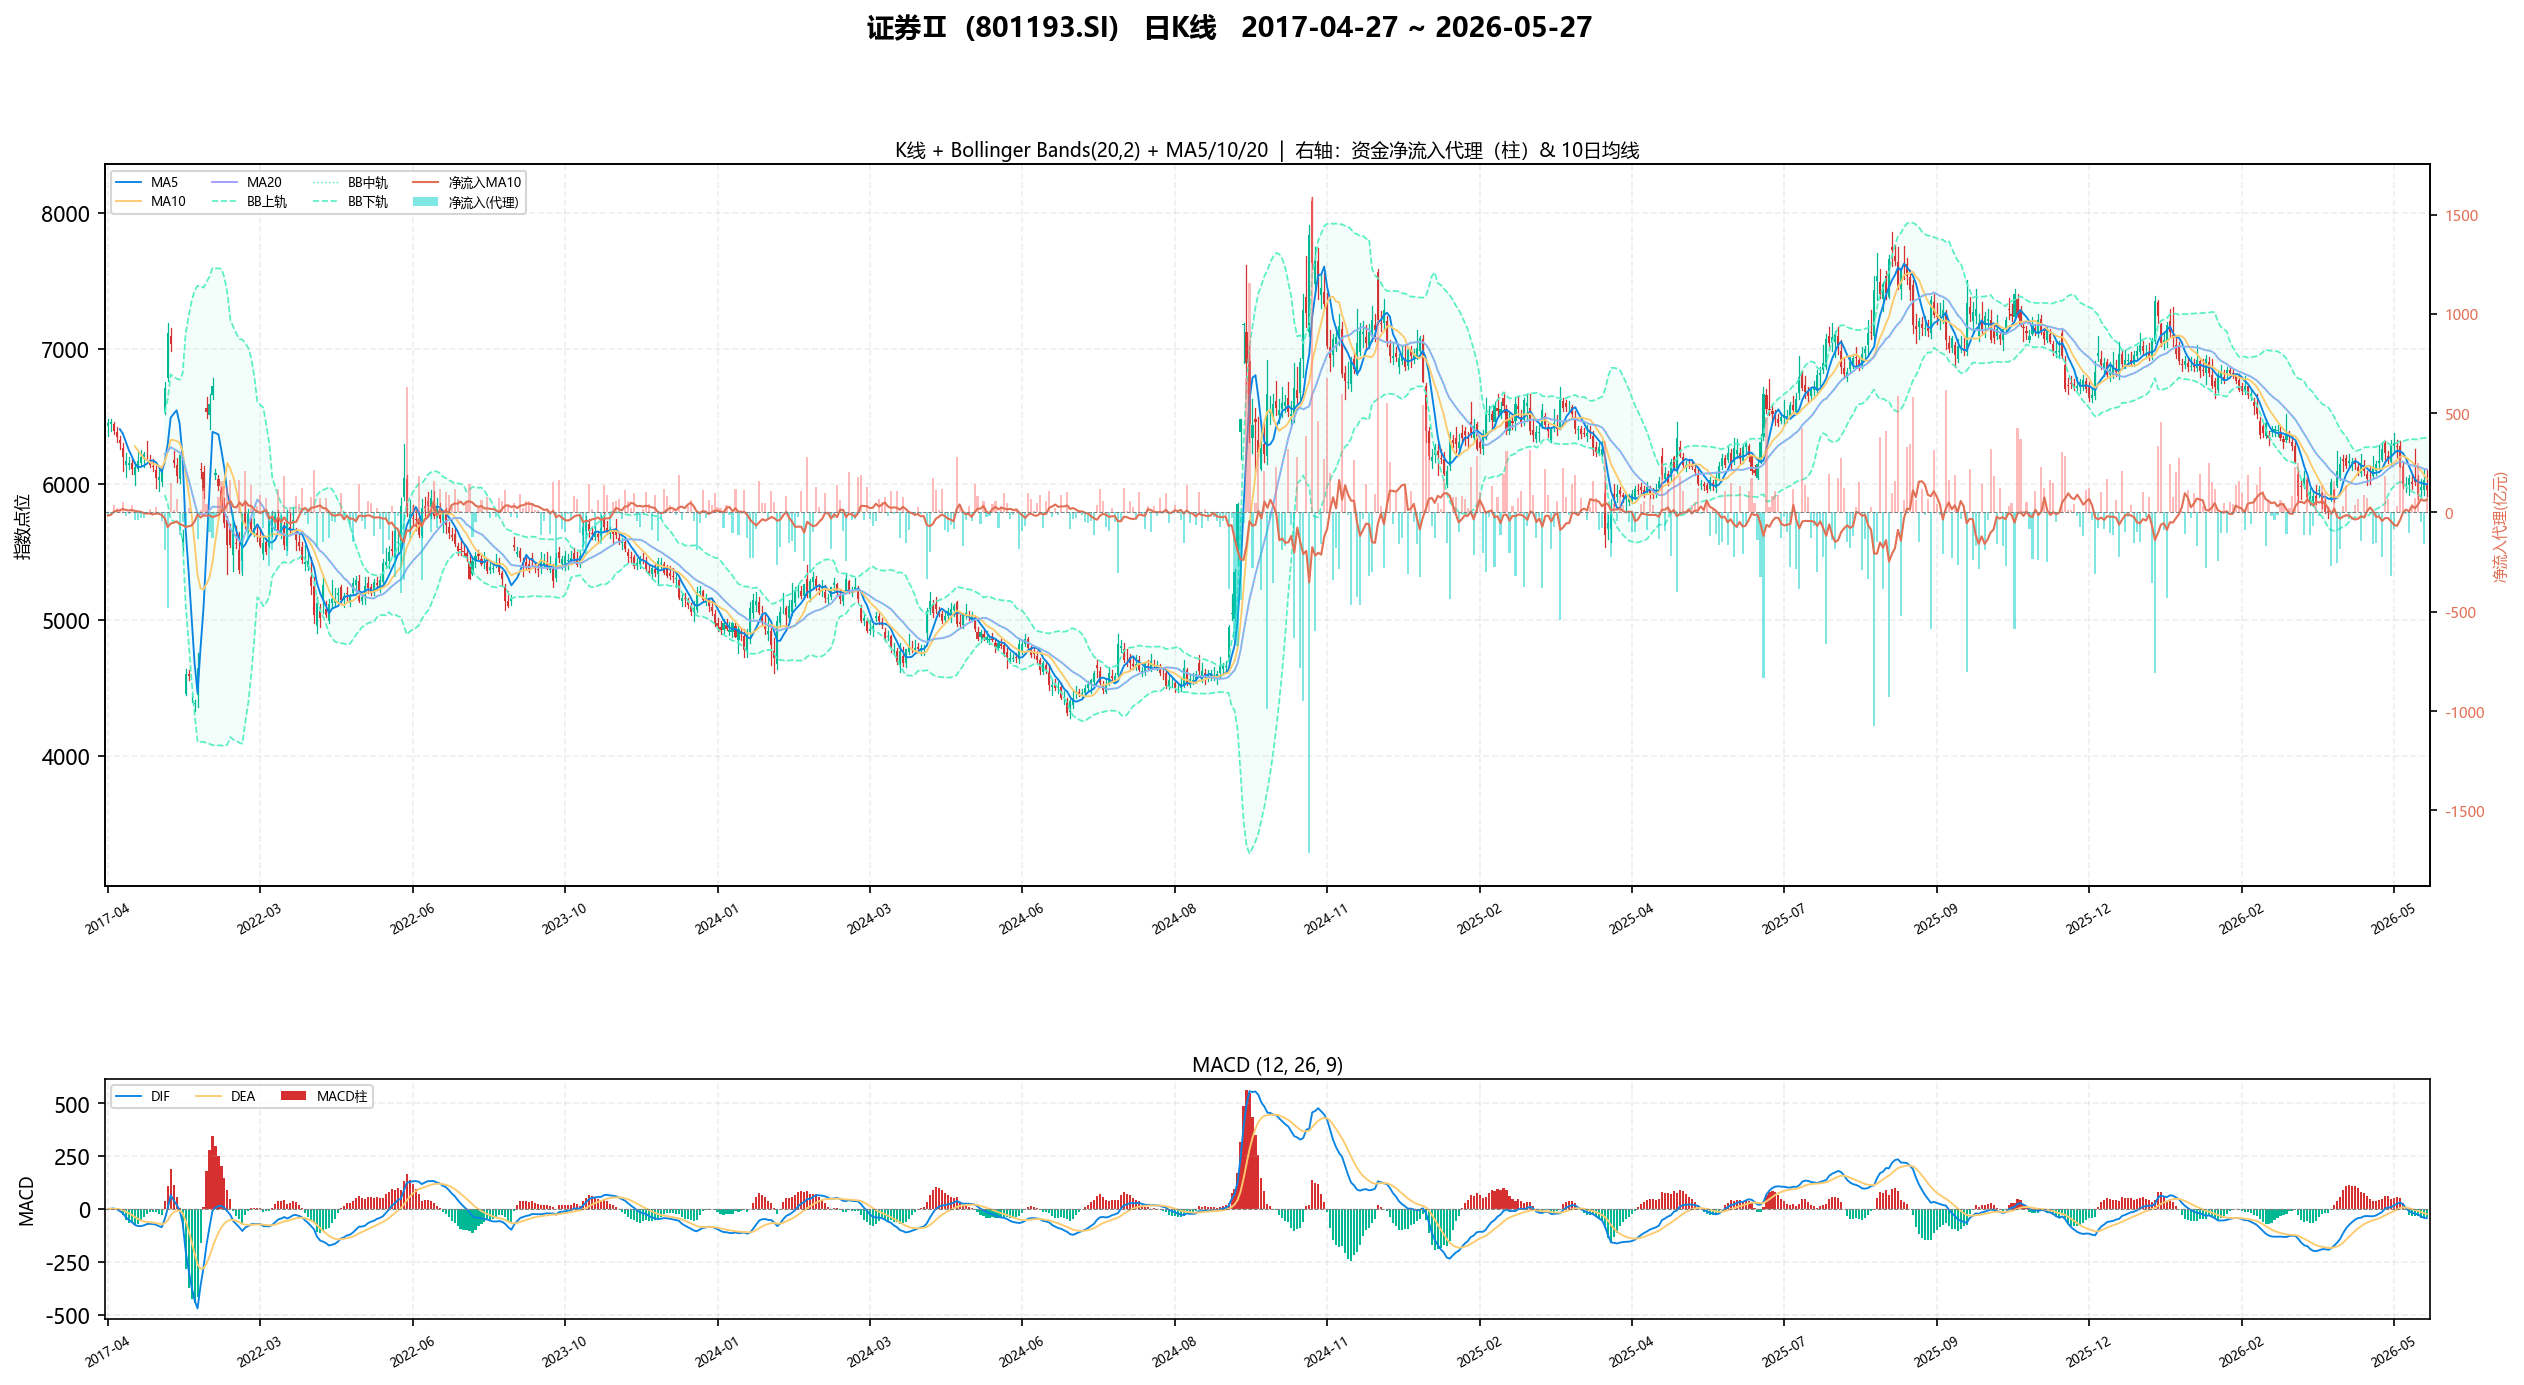 证券Ⅱ (801193.SI) 日K线 2017-04-27 ~ 2026-05-27
K线 + Bollinger Bands(20,2) + MA5/10/20 | 右轴：资金净流入代理（柱）& 10日均线
MA5 MA20 BB中轨 净流入MA10
MA10 BB上轨 BB下轨 净流入(代理)
指数点位
8000
7000
6000
5000
4000
1500
1000
500
0
-500
-1000
-1500
净流入代理(亿元)
2017-04 2022-03 2022-06 2023-10 2024-01 2024-03 2024-06 2024-08 2024-11 2025-02 2025-04 2025-07 2025-09 2025-12 2026-02 2026-05
MACD (12, 26, 9)
DIF DEA MACD柱
MACD
500
250
0
-250
-500
2017-04 2022-03 2022-06 2023-10 2024-01 2024-03 2024-06 2024-08 2024-11 2025-02 2025-04 2025-07 2025-09 2025-12 2026-02 2026-05